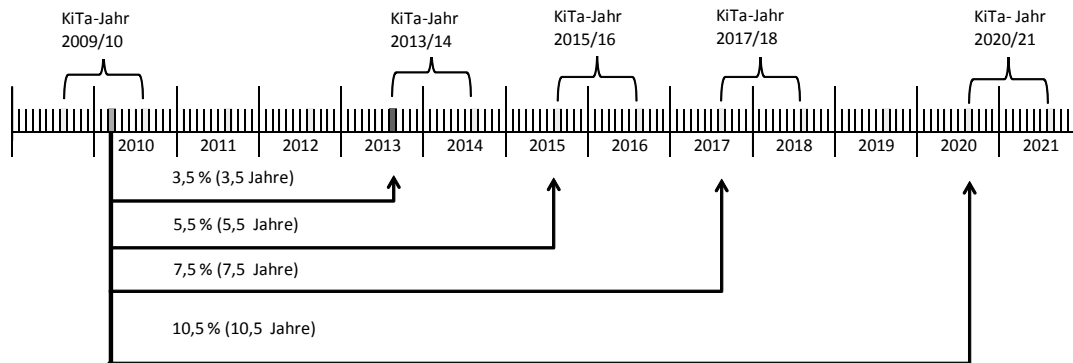 KiTa-Jahr
2009/10
KiTa-Jahr
2013/14
KiTa-Jahr
2015/16
KiTa-Jahr
2017/18
KiTa- Jahr
2020/21
2010 2011 2012 2013 2014 2015 2016 2017 2018 2019 2020 2021
3,5 % (3,5 Jahre)
5,5 % (5,5 Jahre)
7,5 % (7,5 Jahre)
10,5 % (10,5 Jahre)